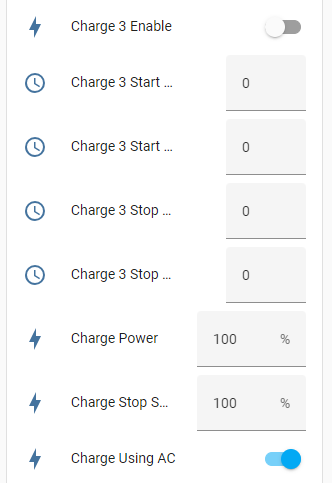 Charge 3 Enable
Charge 3 Start ... 0
Charge 3 Start ... 0
Charge 3 Stop ... 0
Charge 3 Stop ... 0
Charge Power 100 %
Charge Stop S... 100 %
Charge Using AC